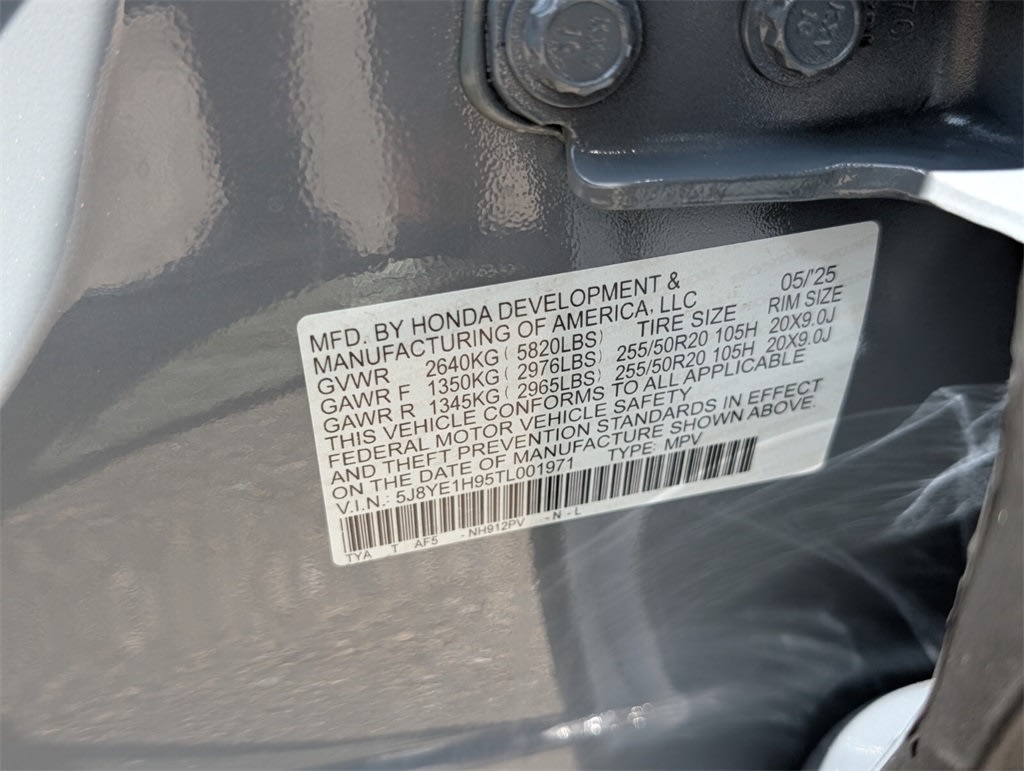 MFD. BY HONDA DEVELOPMENT & 05/'25
MANUFACTURING OF AMERICA, LLC
TIRE SIZE RIM SIZE
GVWR 2640KG ( 5820LBS)
GAWR F 1350KG ( 2976LBS) 255/50R20 105H 20X9.0J
GAWR R 1345KG ( 2965LBS) 255/50R20 105H 20X9.0J
THIS VEHICLE CONFORMS TO ALL APPLICABLE
FEDERAL MOTOR VEHICLE SAFETY
AND THEFT PREVENTION STANDARDS IN EFFECT
ON THE DATE OF MANUFACTURE SHOWN ABOVE.
V.I.N.: 5J8YE1H95TL001971 TYPE: MPV
TYA T AF5 - NH912PV - N - L